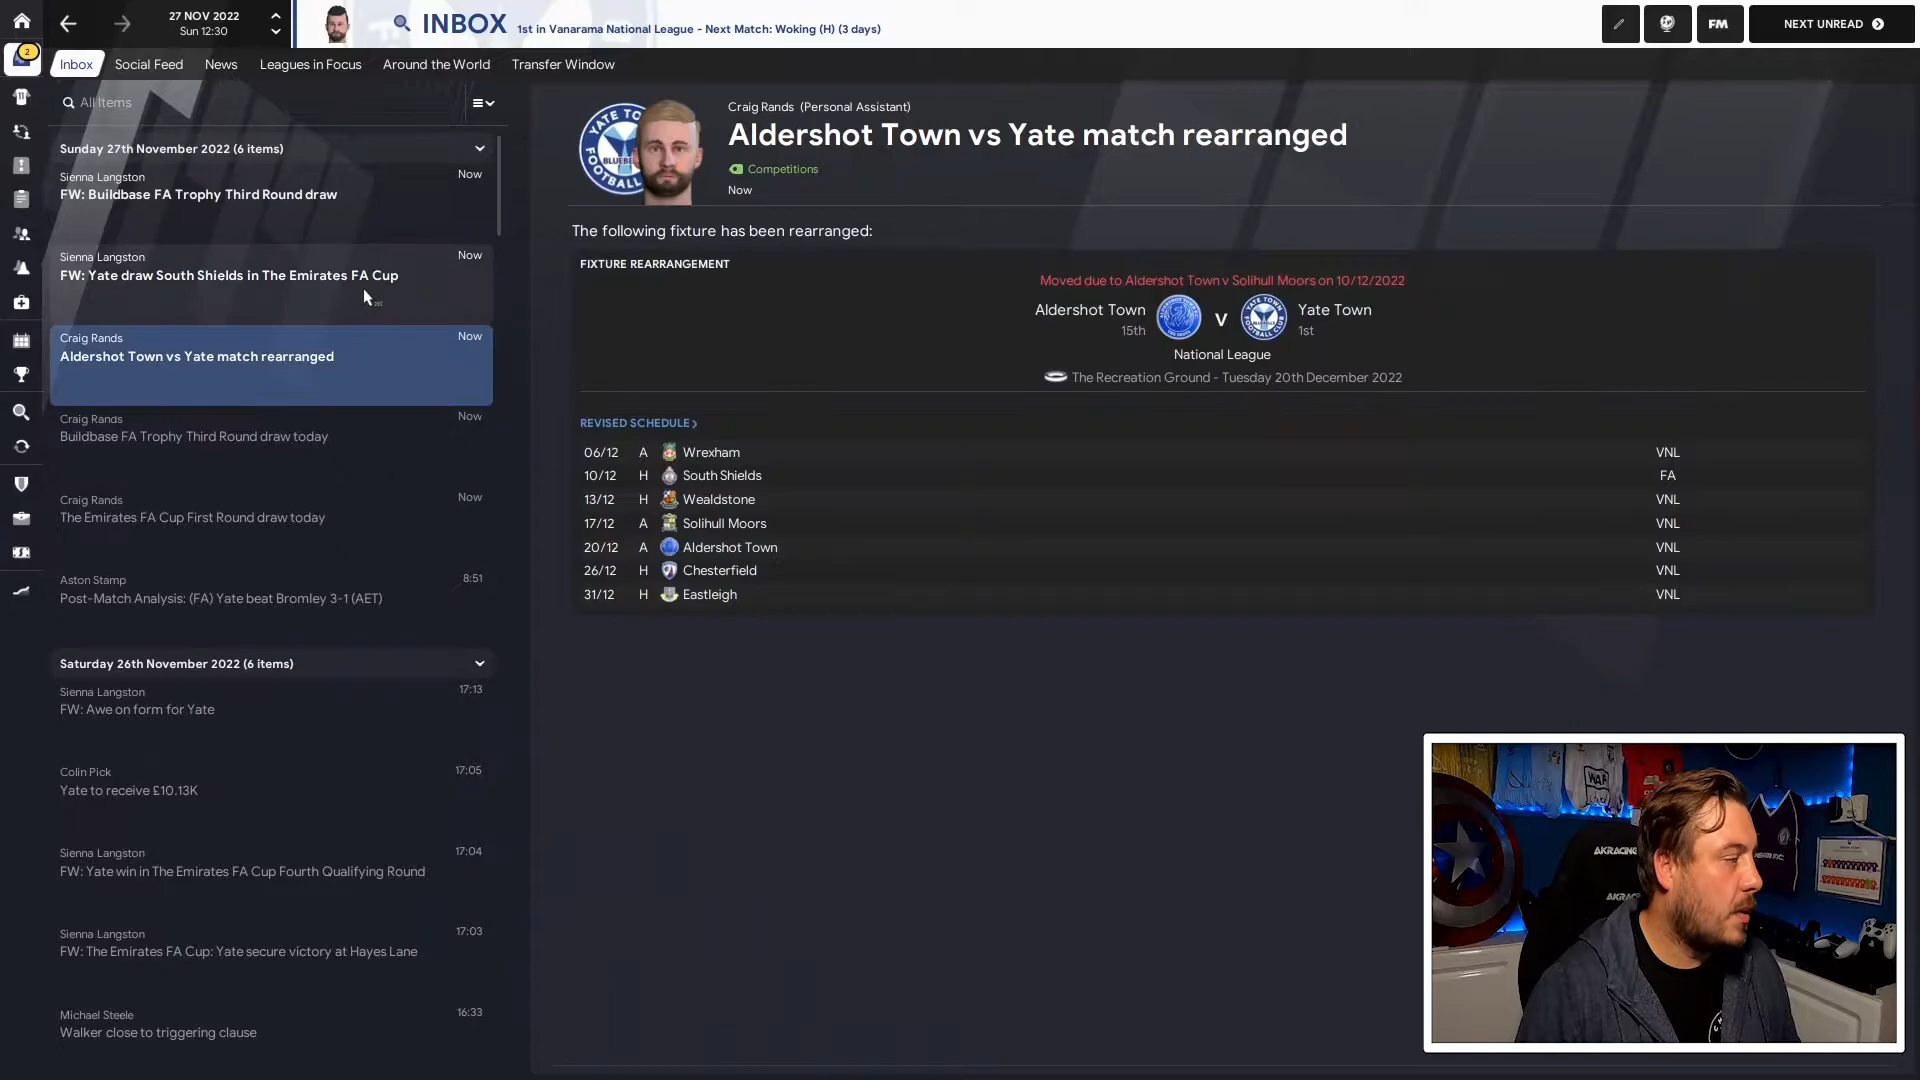 27 NOV 2022
Sun 12:30
INBOX
1st in Vanarama National League - Next Match: Woking (H) (3 days)
FM
NEXT UNREAD
2
Inbox
Social Feed
News
Leagues in Focus
Around the World
Transfer Window
All Items
Sunday 27th November 2022 (6 items)
Sienna Langston
Now
FW: Buildbase FA Trophy Third Round draw
Sienna Langston
Now
FW: Yate draw South Shields in The Emirates FA Cup
Craig Rands
Now
Aldershot Town vs Yate match rearranged
Craig Rands
Now
Buildbase FA Trophy Third Round draw today
Craig Rands
Now
The Emirates FA Cup First Round draw today
Aston Stamp
8:51
Post-Match Analysis: (FA) Yate beat Bromley 3-1 (AET)
Saturday 26th November 2022 (6 items)
Sienna Langston
17:13
FW: Awe on form for Yate
Colin Pick
17:05
Yate to receive £10.13K
Sienna Langston
17:04
FW: Yate win in The Emirates FA Cup Fourth Qualifying Round
Sienna Langston
17:03
FW: The Emirates FA Cup: Yate secure victory at Hayes Lane
Michael Steele
16:33
Walker close to triggering clause
Craig Rands (Personal Assistant)
Aldershot Town vs Yate match rearranged
Competitions
Now
The following fixture has been rearranged:
FIXTURE REARRANGEMENT
Moved due to Aldershot Town v Solihull Moors on 10/12/2022
Aldershot Town
15th
V
Yate Town
1st
National League
The Recreation Ground - Tuesday 20th December 2022
REVISED SCHEDULE
06/12 A Wrexham VNL
10/12 H South Shields FA
13/12 H Wealdstone VNL
17/12 A Solihull Moors VNL
20/12 A Aldershot Town VNL
26/12 H Chesterfield VNL
31/12 H Eastleigh VNL
AKRACING